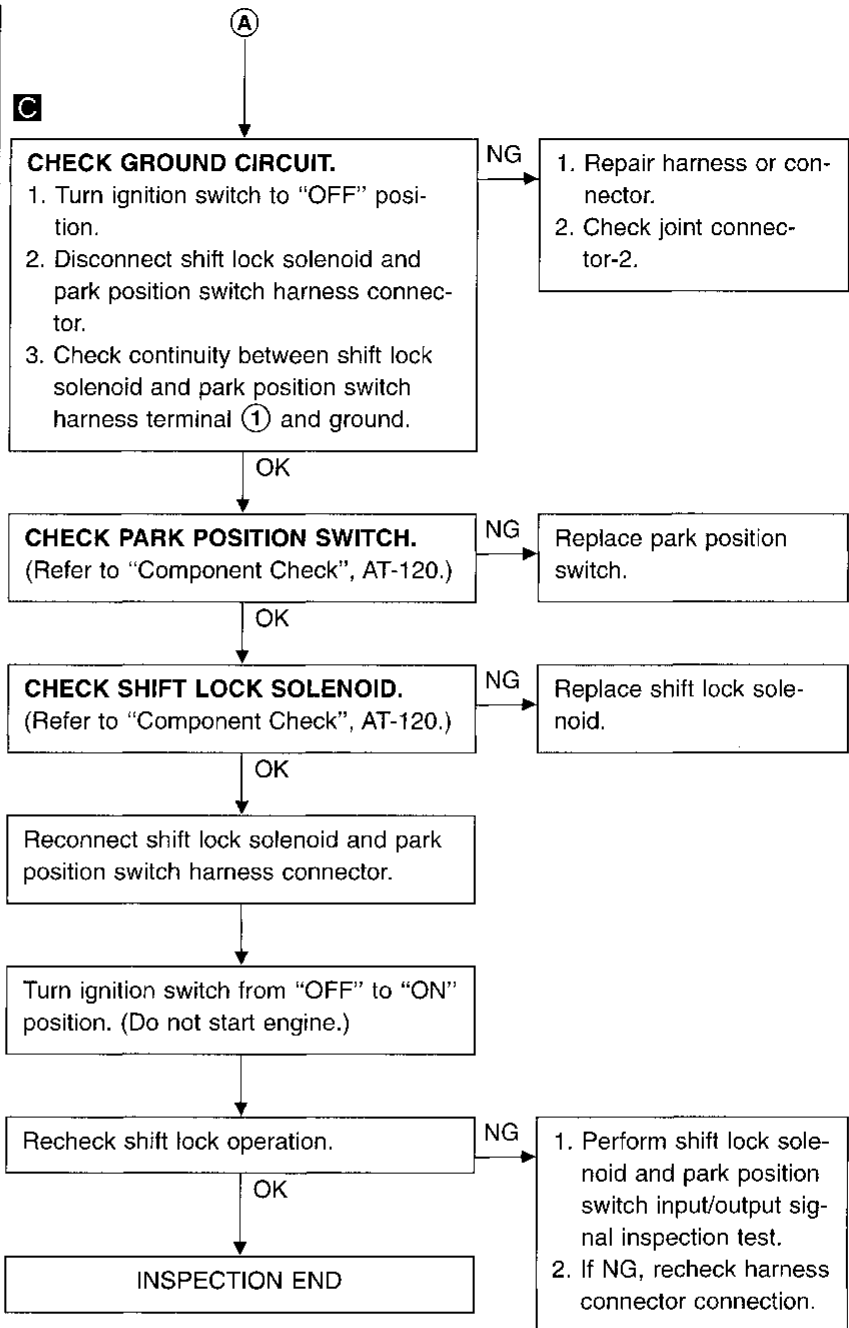 A
C
CHECK GROUND CIRCUIT.
1. Turn ignition switch to “OFF” posi-
tion.
2. Disconnect shift lock solenoid and
park position switch harness connec-
tor.
3. Check continuity between shift lock
solenoid and park position switch
harness terminal ① and ground.
NG
1. Repair harness or con-
nector.
2. Check joint connec-
tor-2.
OK
CHECK PARK POSITION SWITCH.
(Refer to “Component Check”, AT-120.)
NG
Replace park position
switch.
OK
CHECK SHIFT LOCK SOLENOID.
(Refer to “Component Check”, AT-120.)
NG
Replace shift lock sole-
noid.
OK
Reconnect shift lock solenoid and park
position switch harness connector.
Turn ignition switch from “OFF” to “ON”
position. (Do not start engine.)
Recheck shift lock operation.
NG
1. Perform shift lock sole-
noid and park position
switch input/output sig-
nal inspection test.
2. If NG, recheck harness
connector connection.
OK
INSPECTION END